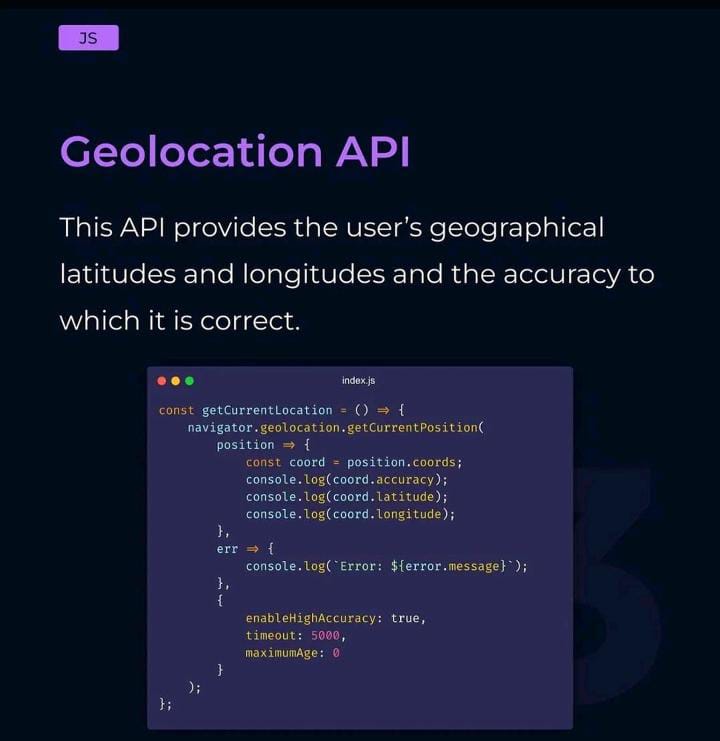 JS
Geolocation API
This API provides the user’s geographical
latitudes and longitudes and the accuracy to
which it is correct.
index.js
const getCurrentLocation = () => {
    navigator.geolocation.getCurrentPosition(
        position => {
            const coord = position.coords;
            console.log(coord.accuracy);
            console.log(coord.latitude);
            console.log(coord.longitude);
        },
        err => {
            console.log(`Error: ${error.message}`);
        },
        {
            enableHighAccuracy: true,
            timeout: 5000,
            maximumAge: 0
        }
    );
};
3